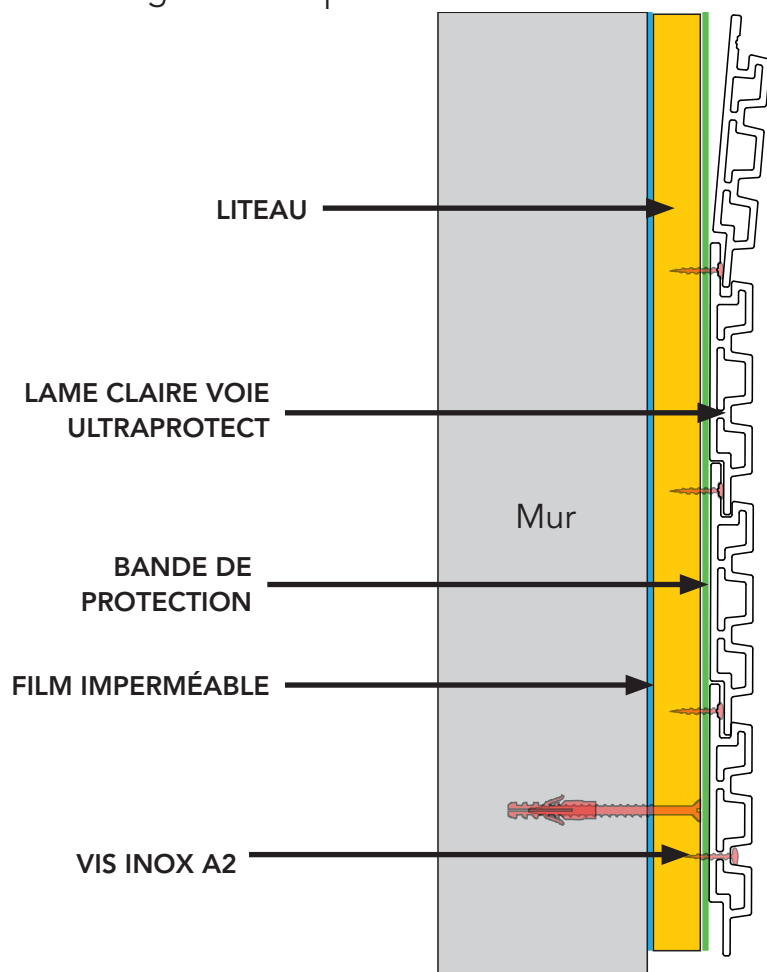 LITEAU
LAME CLAIRE VOIE
ULTRAPROTECT
Mur
BANDE DE
PROTECTION
FILM IMPERMÉABLE
VIS INOX A2